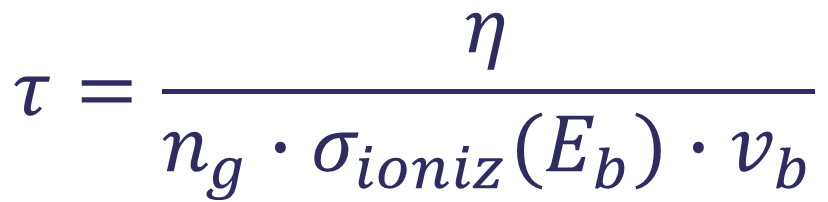 τ = η / (n_g · σ_ioniz(E_b) · v_b)